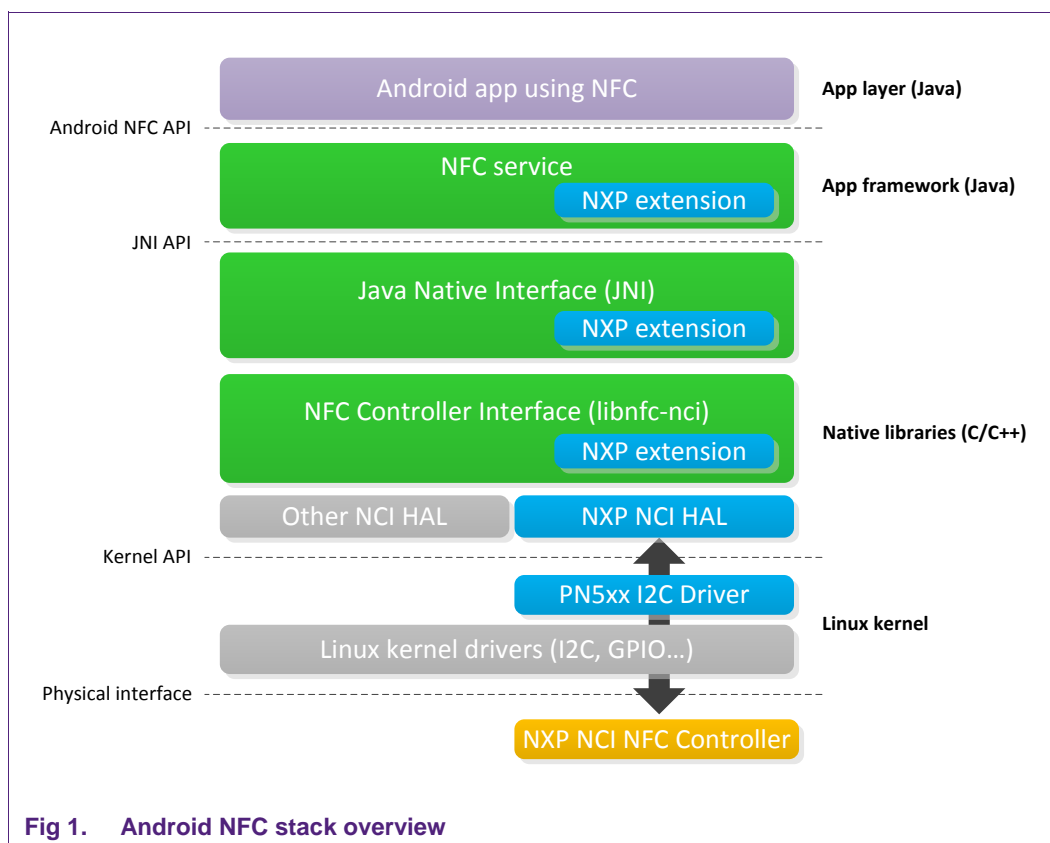 Android app using NFC
App layer (Java)
Android NFC API
NFC service
NXP extension
App framework (Java)
JNI API
Java Native Interface (JNI)
NXP extension
NFC Controller Interface (libnfc-nci)
NXP extension
Native libraries (C/C++)
Other NCI HAL
NXP NCI HAL
Kernel API
PN5xx I2C Driver
Linux kernel
Linux kernel drivers (I2C, GPIO…)
Physical interface
NXP NCI NFC Controller
Fig 1. Android NFC stack overview